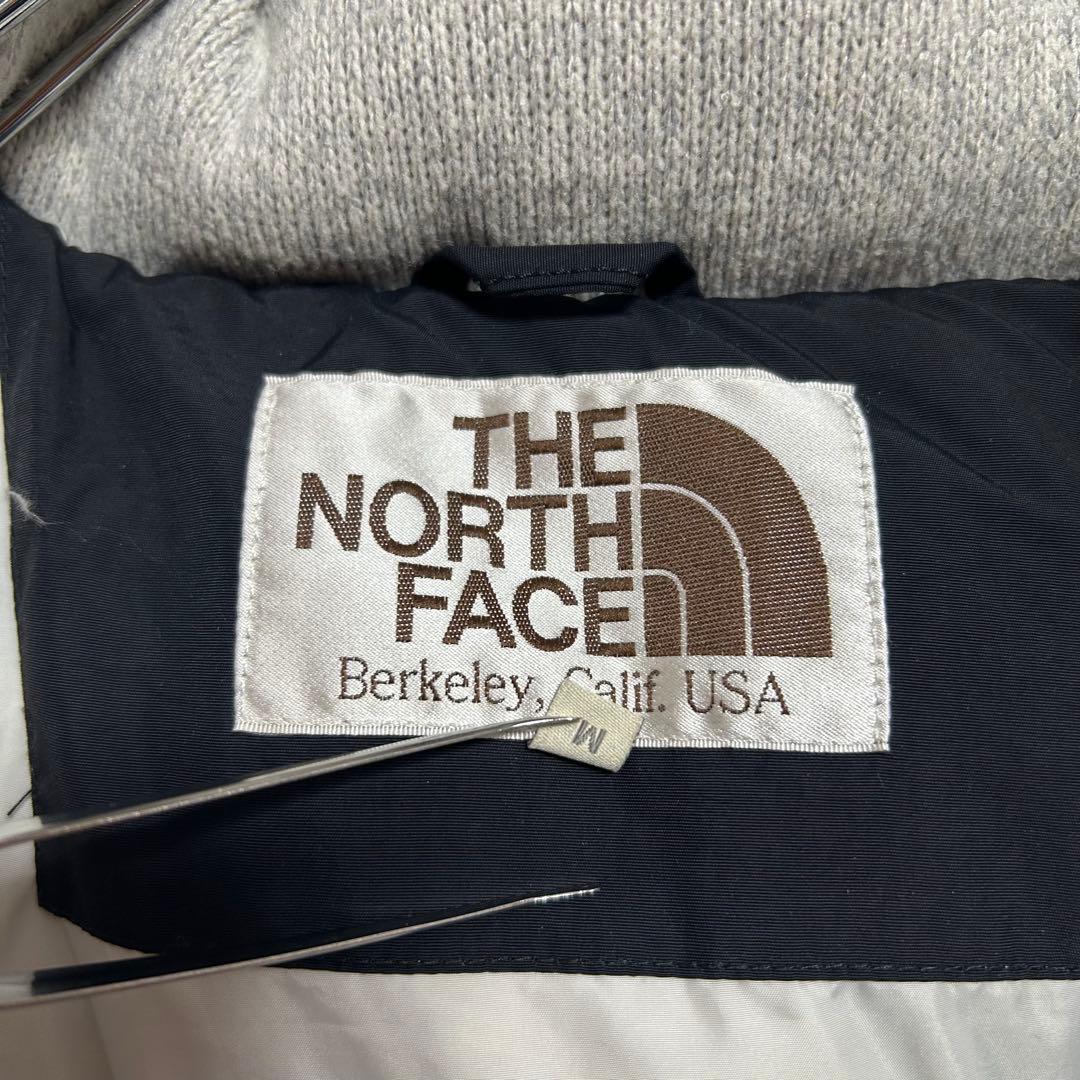 THE
NORTH
FACE
Berkeley, Calif. USA
M